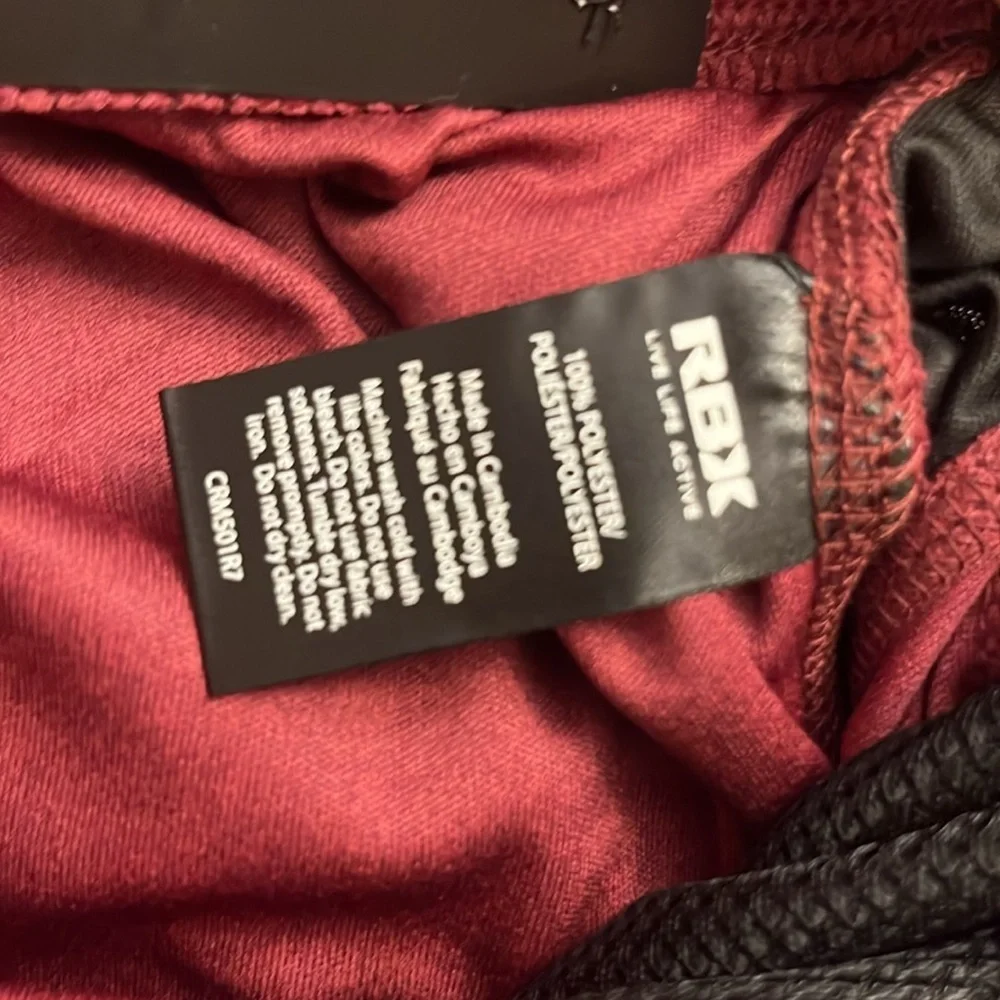 RBX
LIVE LIFE ACTIVE
100% POLYESTER/
POLIESTER/POLYESTER
Made in Cambodia
Hecho en Camboya
Fabriqué au Cambodge
Machine wash cold with
like colors. Do not use
bleach. Do not use fabric
softeners. Tumble dry low,
remove promptly. Do not
iron. Do not dry clean.
CRM501R7